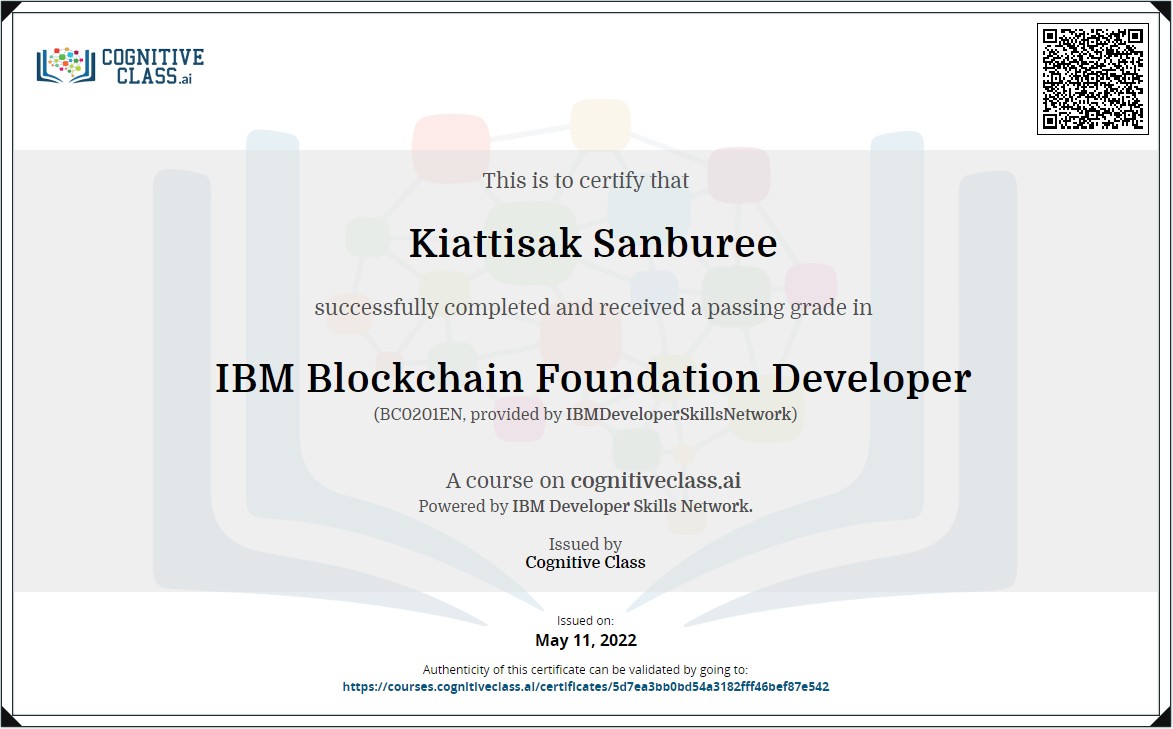 COGNITIVE
CLASS.ai
This is to certify that
Kiattisak Sanburee
successfully completed and received a passing grade in
IBM Blockchain Foundation Developer
(BC0201EN, provided by IBMDeveloperSkillsNetwork)
A course on cognitiveclass.ai
Powered by IBM Developer Skills Network.
Issued by
Cognitive Class
Issued on:
May 11, 2022
Authenticity of this certificate can be validated by going to:
https://courses.cognitiveclass.ai/certificates/5d7ea3bb0bd54a3182fff46bef87e542